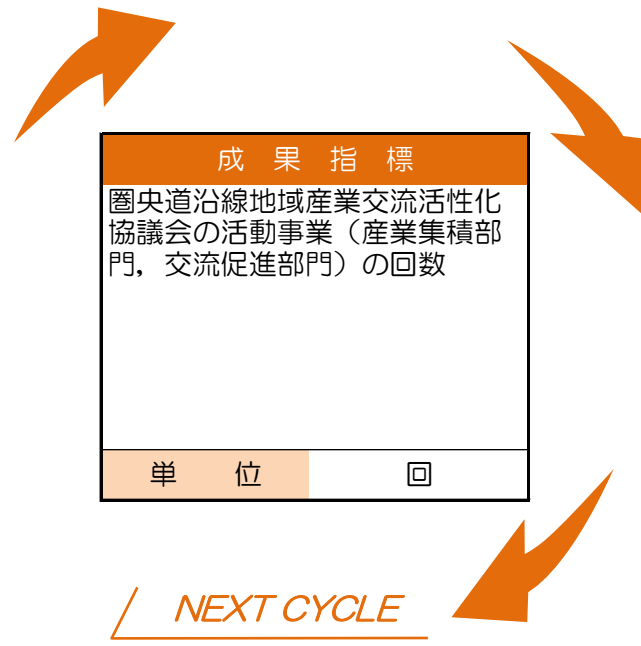 成果指標
圏央道沿線地域産業交流活性化
協議会の活動事業（産業集積部
門，交流促進部門）の回数
単位 回
NEXT CYCLE